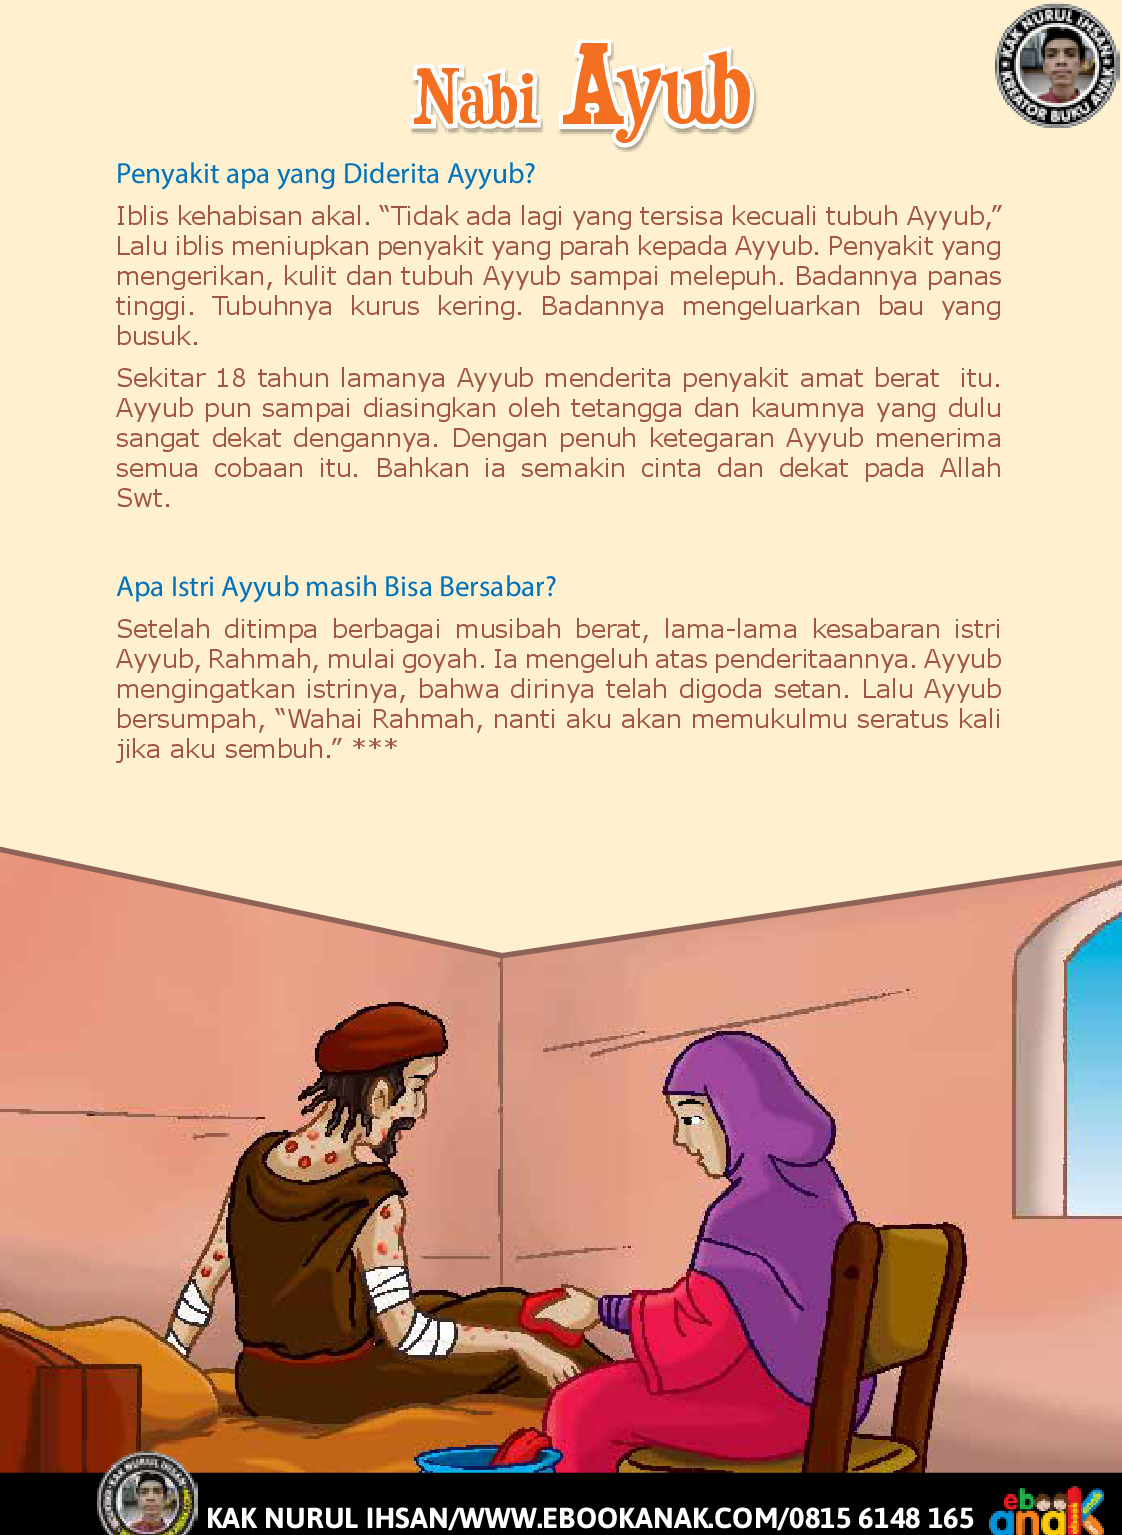 KAK NURUL IHSAN
KREATOR BUKU ANAK
Nabi Ayub
Penyakit apa yang Diderita Ayyub?
Iblis kehabisan akal. “Tidak ada lagi yang tersisa kecuali tubuh Ayyub,”
Lalu iblis meniupkan penyakit yang parah kepada Ayyub. Penyakit yang
mengerikan, kulit dan tubuh Ayyub sampai melepuh. Badannya panas
tinggi. Tubuhnya kurus kering. Badannya mengeluarkan bau yang
busuk.
Sekitar 18 tahun lamanya Ayyub menderita penyakit amat berat itu.
Ayyub pun sampai diasingkan oleh tetangga dan kaumnya yang dulu
sangat dekat dengannya. Dengan penuh ketegaran Ayyub menerima
semua cobaan itu. Bahkan ia semakin cinta dan dekat pada Allah
Swt.
Apa Istri Ayyub masih Bisa Bersabar?
Setelah ditimpa berbagai musibah berat, lama-lama kesabaran istri
Ayyub, Rahmah, mulai goyah. Ia mengeluh atas penderitaannya. Ayyub
mengingatkan istrinya, bahwa dirinya telah digoda setan. Lalu Ayyub
bersumpah, “Wahai Rahmah, nanti aku akan memukulmu seratus kali
jika aku sembuh.” ***
KAK NURUL IHSAN
KAK NURUL IHSAN/WWW.EBOOKANAK.COM/0815 6148 165
ebook
anak